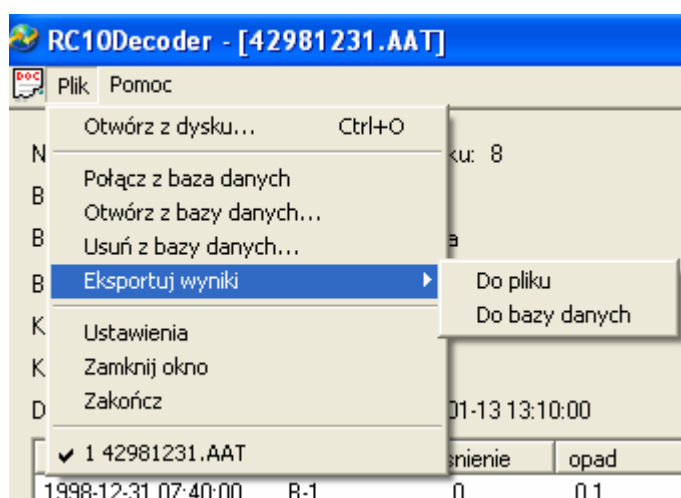 RC10Decoder - [42981231.AAT]
Plik Pomoc
Otwórz z dysku... Ctrl+O
N ku: 8
Połącz z baza danych
B
Otwórz z bazy danych...
B a
Usuń z bazy danych...
B Eksportuj wyniki Do pliku
Do bazy danych
K Ustawienia
K Zamknij okno
Zakończ
D 01-13 13:10:00
1 42981231.AAT śnienie opad
1998-12-31 07:40:00 B-1 0 0.1